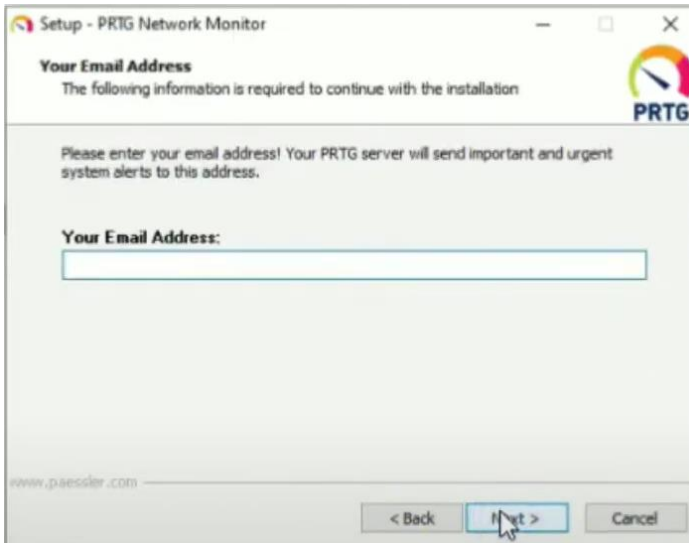 Setup - PRTG Network Monitor
Your Email Address
The following information is required to continue with the installation
PRTG
Please enter your email address! Your PRTG server will send important and urgent
system alerts to this address.
Your Email Address:
www.paessler.com
< Back
Next >
Cancel